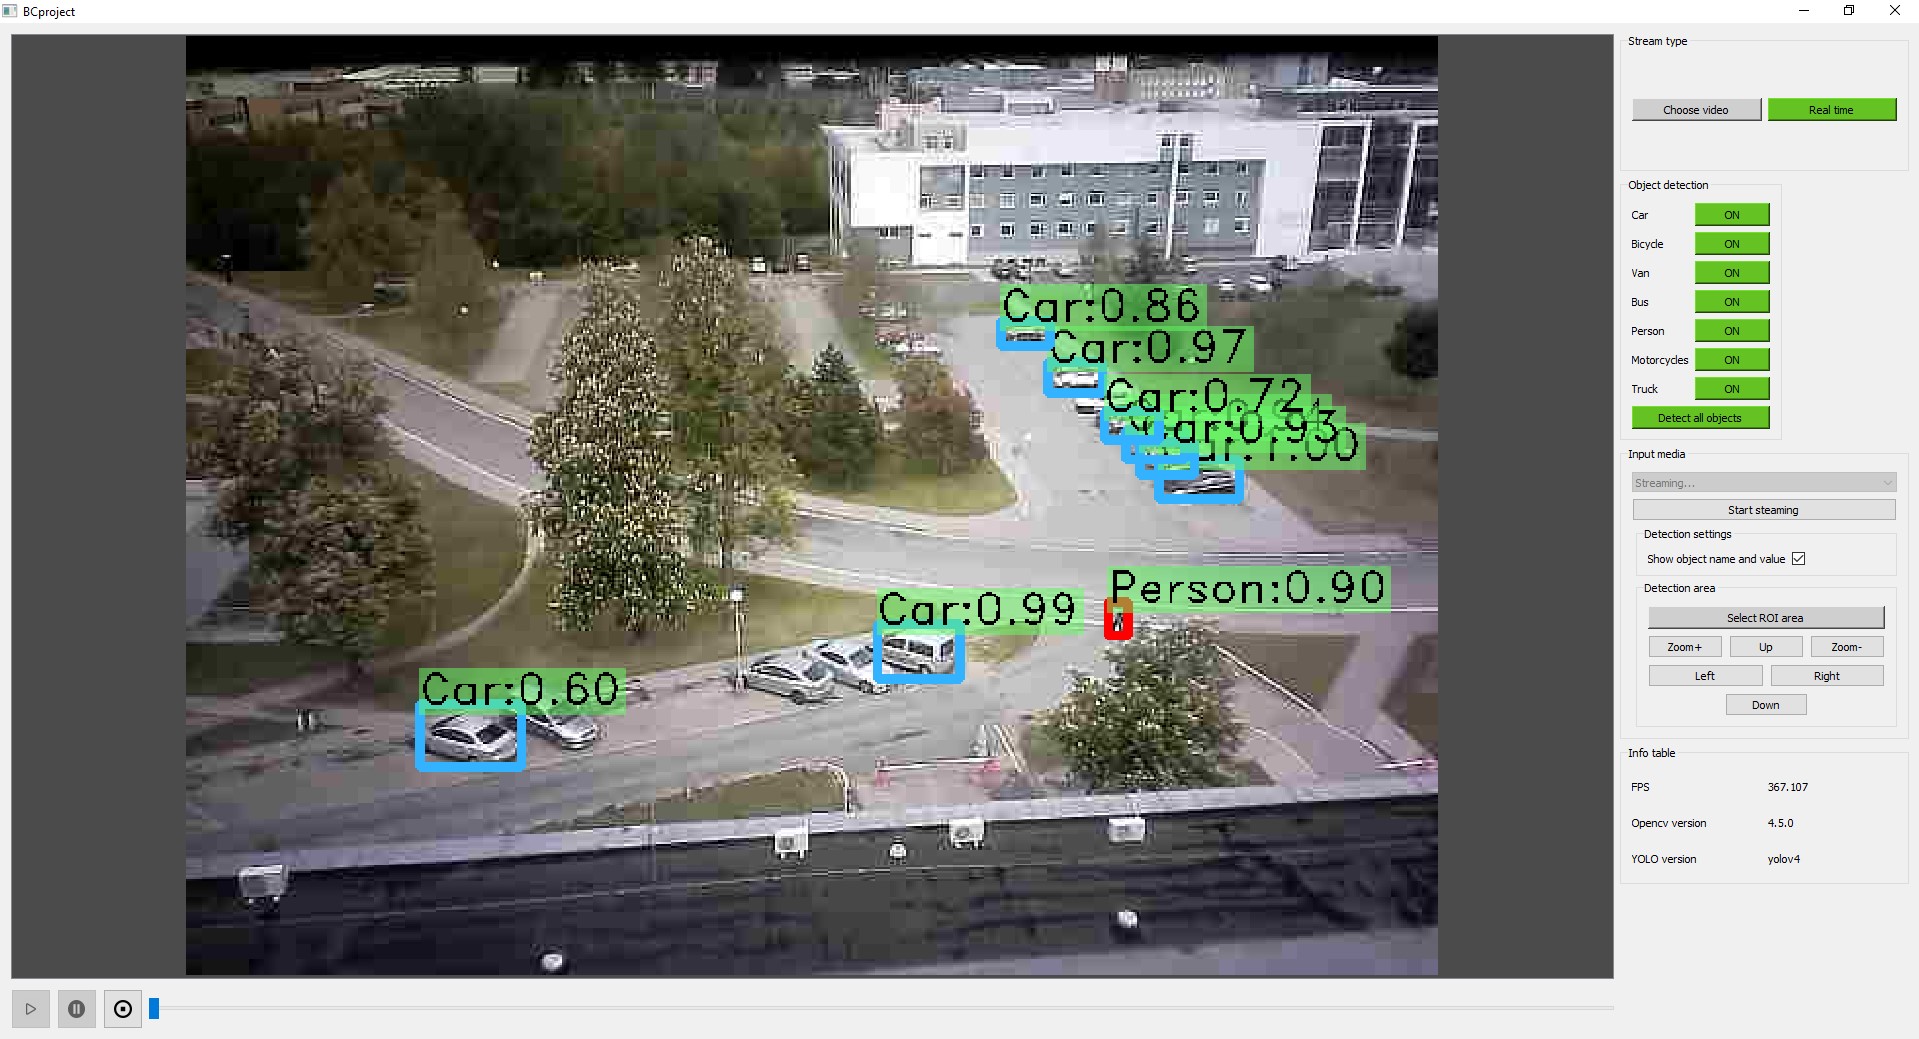 BCproject
Stream type
Choose video
Real time
Object detection
Car ON
Bicycle ON
Van ON
Bus ON
Person ON
Motorcycles ON
Truck ON
Detect all objects
Input media
Streaming...
Start steaming
Detection settings
Show object name and value
Detection area
Select ROI area
Zoom+ Up Zoom-
Left Right
Down
Info table
FPS 367.107
Opencv version 4.5.0
YOLO version yolov4
Car:0.86
Car:0.97
Car:0.72
Car:0.93
Person:0.90
Car:0.99
Car:0.60